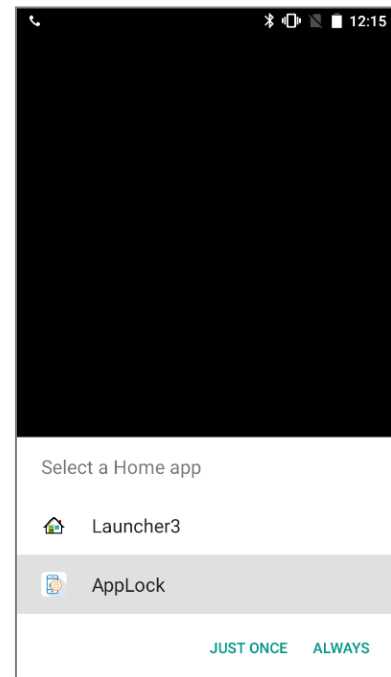 12:15
Select a Home app
Launcher3
AppLock
JUST ONCE ALWAYS